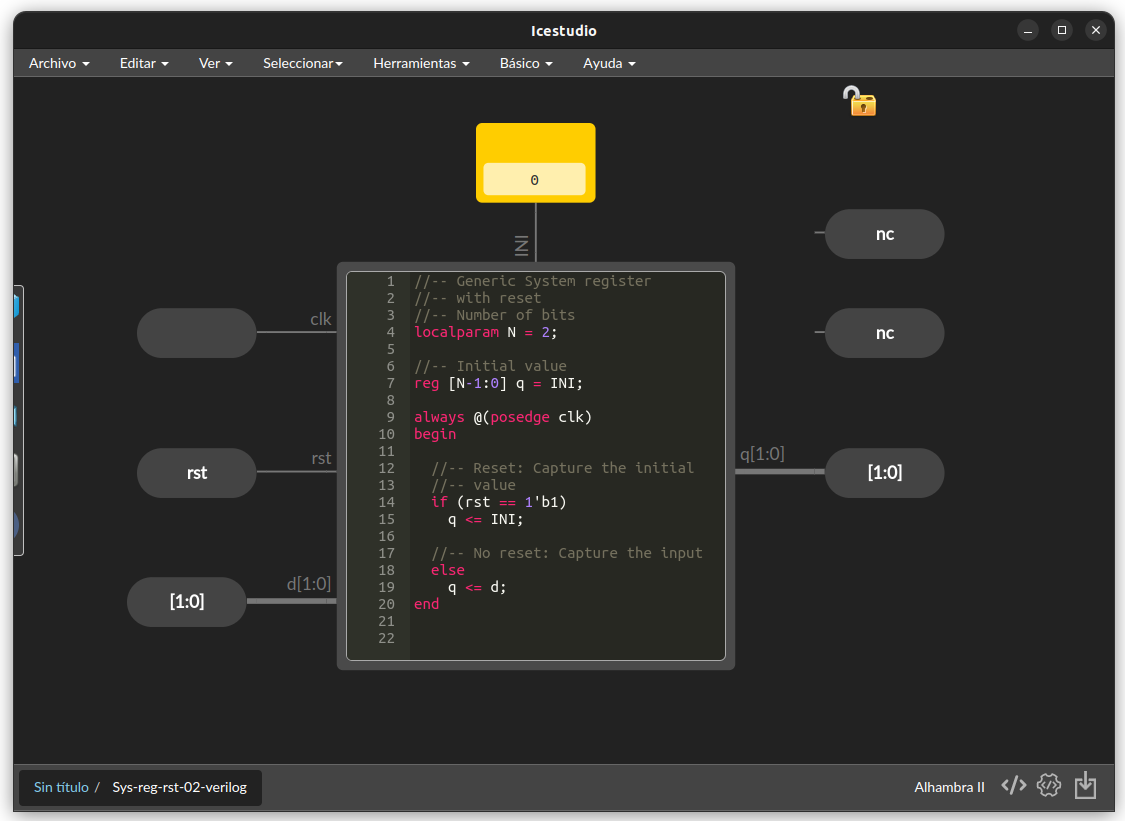 Icestudio
Archivo Editar Ver Seleccionar Herramientas Básico Ayuda
0
INI
nc
nc
clk
rst
rst
d[1:0]
[1:0]
1 //-- Generic System register
2 //-- with reset
3 //-- Number of bits
4 localparam N = 2;
5
6 //-- Initial value
7 reg [N-1:0] q = INI;
8
9 always @(posedge clk)
10 begin
11
12 //-- Reset: Capture the initial
13 //-- value
14 if (rst == 1'b1)
15 q <= INI;
16
17 //-- No reset: Capture the input
18 else
19 q <= d;
20 end
21
22
q[1:0]
[1:0]
Sin título / Sys-reg-rst-02-verilog
Alhambra II